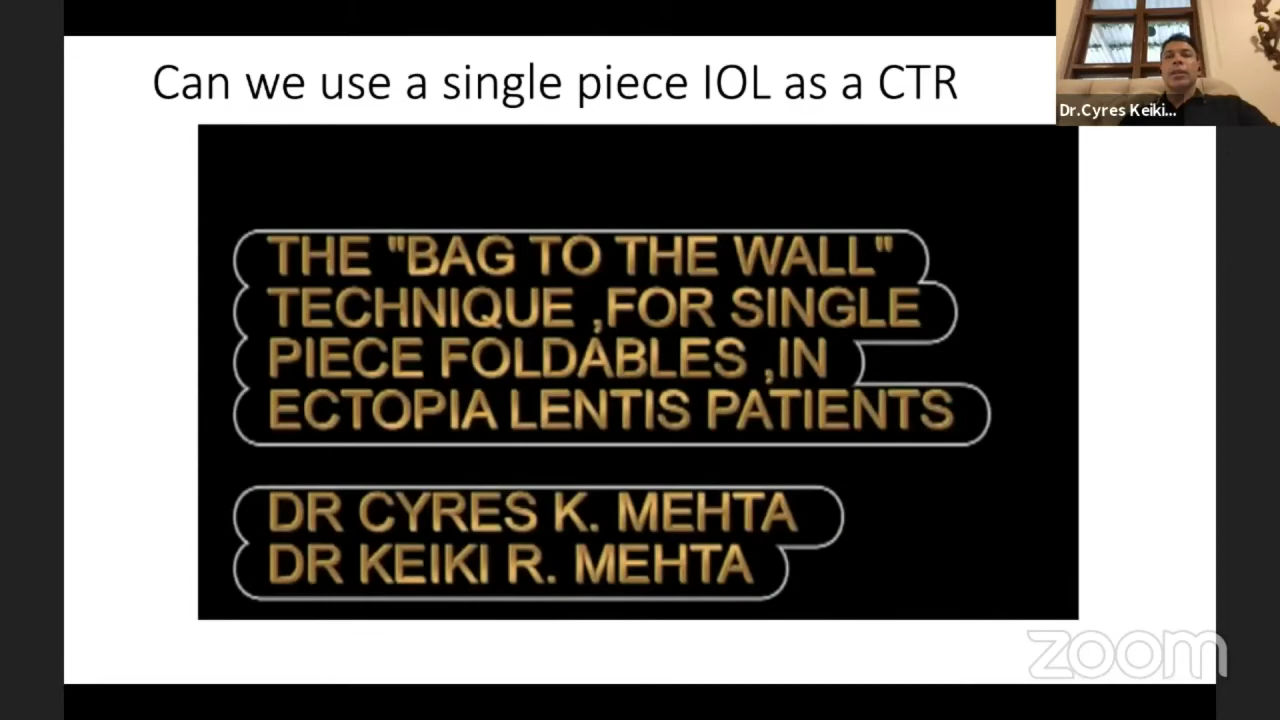 Can we use a single piece IOL as a CTR
Dr.Cyres Keiki...
THE "BAG TO THE WALL"
TECHNIQUE ,FOR SINGLE
PIECE FOLDABLES ,IN
ECTOPIA LENTIS PATIENTS
DR CYRES K. MEHTA
DR KEIKI R. MEHTA
zoom